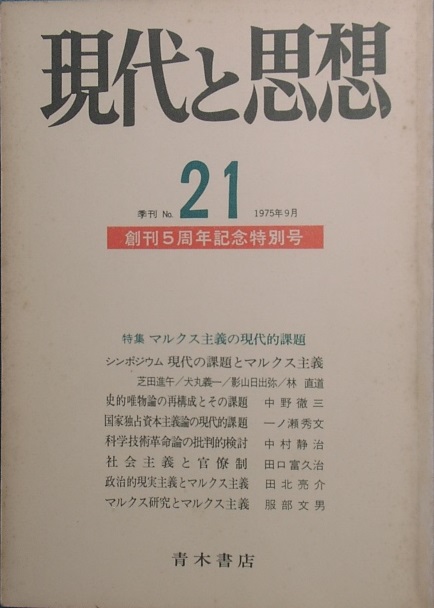 現代と思想
季刊 No. 21 1975年9月
創刊5周年記念特別号
特集 マルクス主義の現代的課題
シンポジウム 現代の課題とマルクス主義
芝田進午/犬丸義一/影山日出弥/林 直道
史的唯物論の再構成とその課題 中野徹三
国家独占資本主義論の現代的課題 一ノ瀬秀文
科学技術革命論の批判的検討 中村静治
社会主義と官僚制 田口富久治
政治的現実主義とマルクス主義 田北亮介
マルクス研究とマルクス主義 服部文男
青木書店